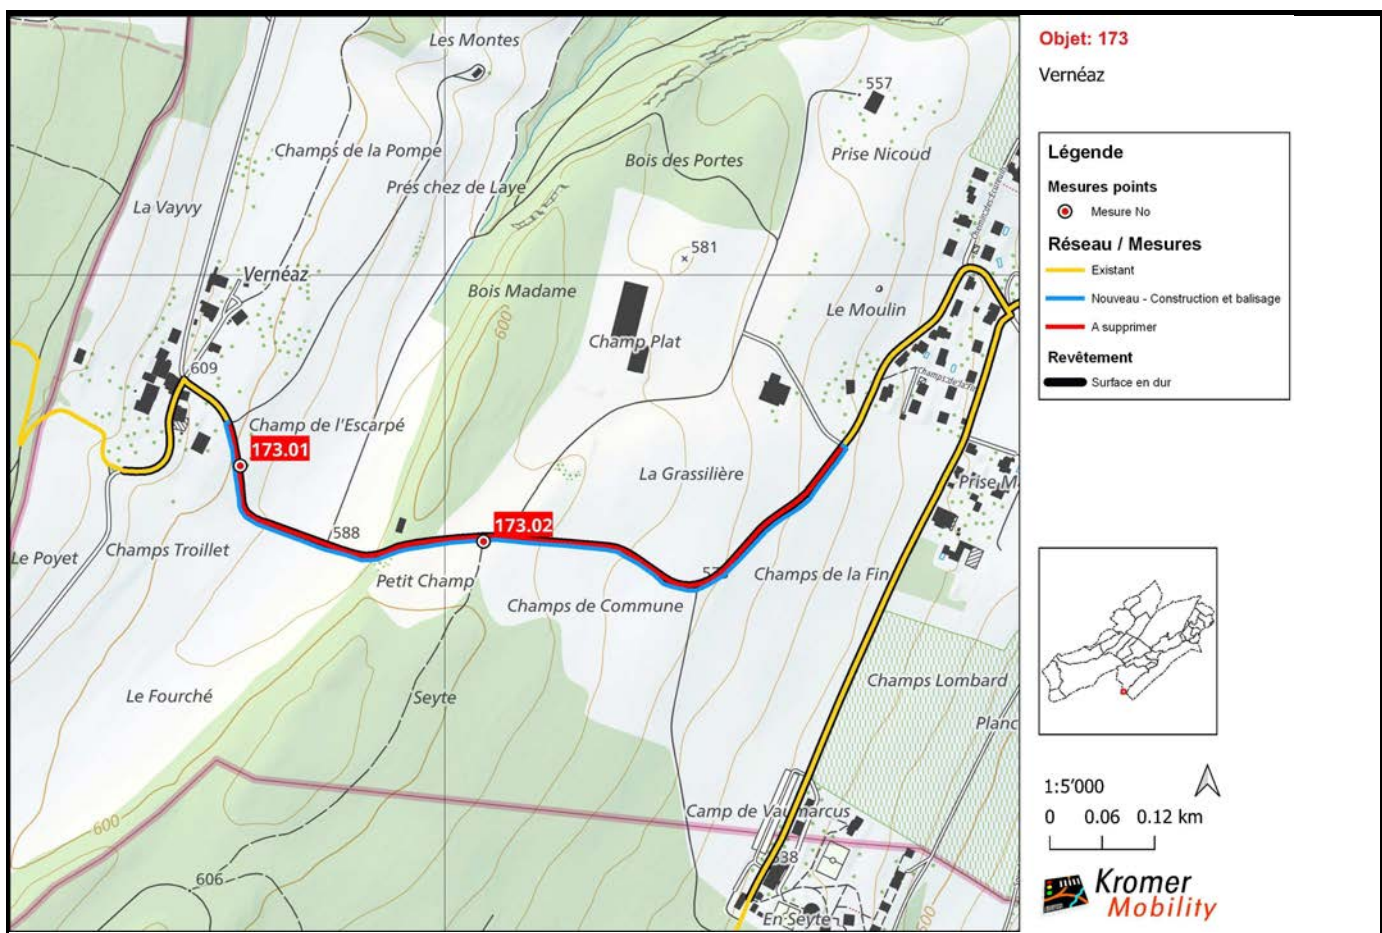 Les Montes
557
Champs de la Pompe
Bois des Portes
Prise Nicoud
Prés chez de Laye
La Vayvy
581
Vernéaz
Bois Madame
Le Moulin
600
Champ Plat
609
Champ de l'Escarpé
173.01
La Grassilière
173.02
588
Le Poyet
Champs Troillet
Petit Champ
Champs de la Fin
Champs de Commune
Le Fourché
Seyte
Champs Lombard
Planc
Camp de Vaumarcus
600
606
538
En Seyte
500
Objet: 173
Vernéaz
Légende
Mesures points
Mesure No
Réseau / Mesures
Existant
Nouveau - Construction et balisage
A supprimer
Revêtement
Surface en dur
1:5'000
0 0.06 0.12 km
Kromer
Mobility